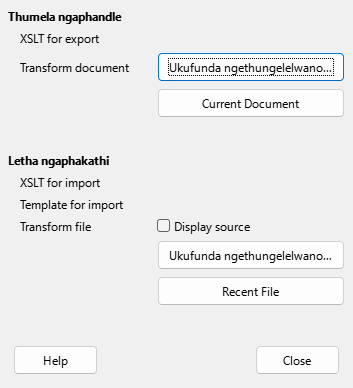 Thumela ngaphandle
XSLT for export
Transform document
Ukufunda ngethungelelwano...
Current Document
Letha ngaphakathi
XSLT for import
Template for import
Transform file
Display source
Ukufunda ngethungelelwano...
Recent File
Help
Close